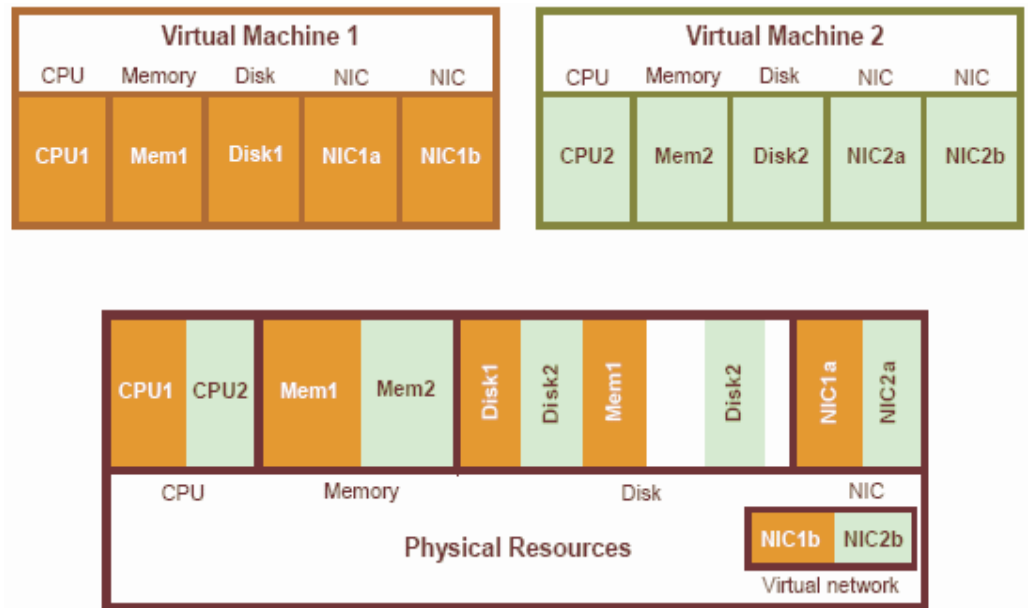 Virtual Machine 1
CPU Memory Disk NIC NIC
CPU1 Mem1 Disk1 NIC1a NIC1b
Virtual Machine 2
CPU Memory Disk NIC NIC
CPU2 Mem2 Disk2 NIC2a NIC2b
CPU1 CPU2 Mem1 Mem2 Disk1 Disk2 Mem1 Disk2 NIC1a NIC2a
CPU Memory Disk NIC
Physical Resources
NIC1b NIC2b
Virtual network